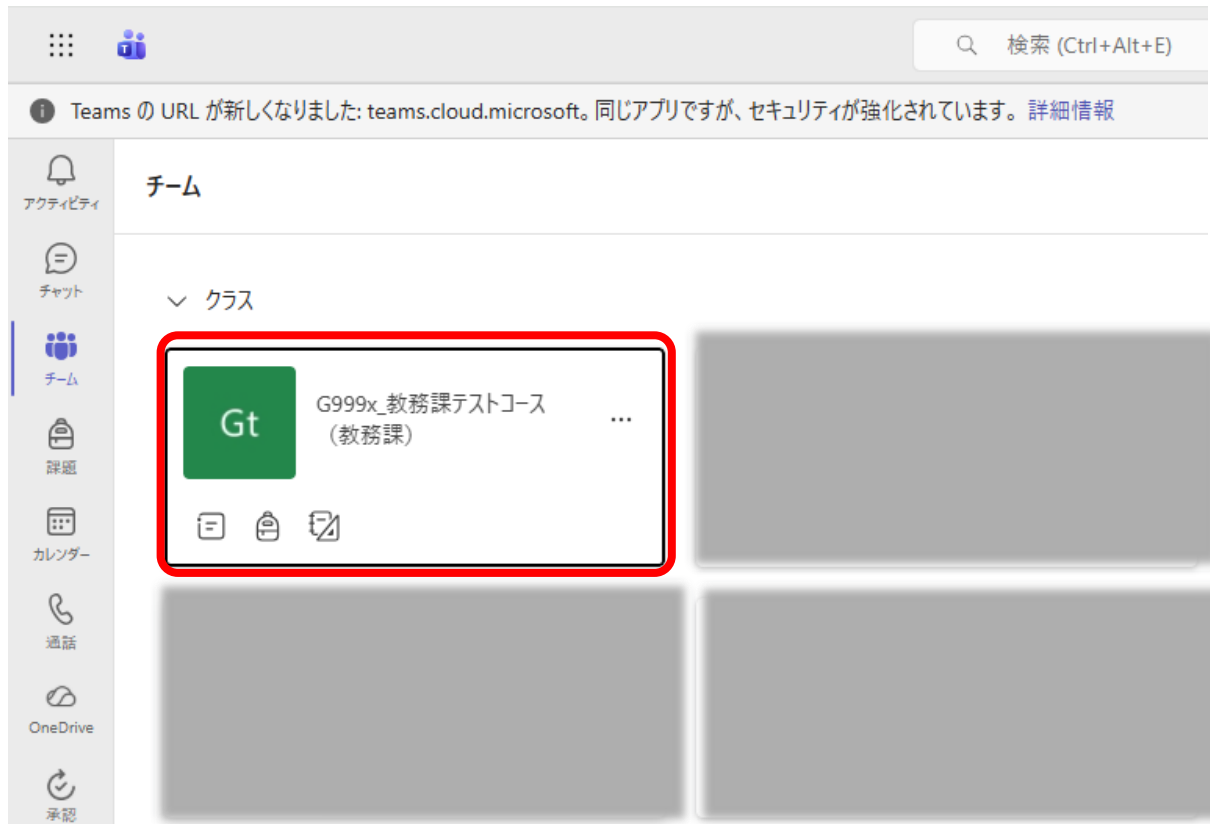 検索 (Ctrl+Alt+E)
Teams の URL が新しくなりました: teams.cloud.microsoft。同じアプリですが、セキュリティが強化されています。 詳細情報
アクティビティ
チャット
チーム
課題
カレンダー
通話
OneDrive
承認
チーム
クラス
Gt
G999x_教務課テストコース
（教務課）